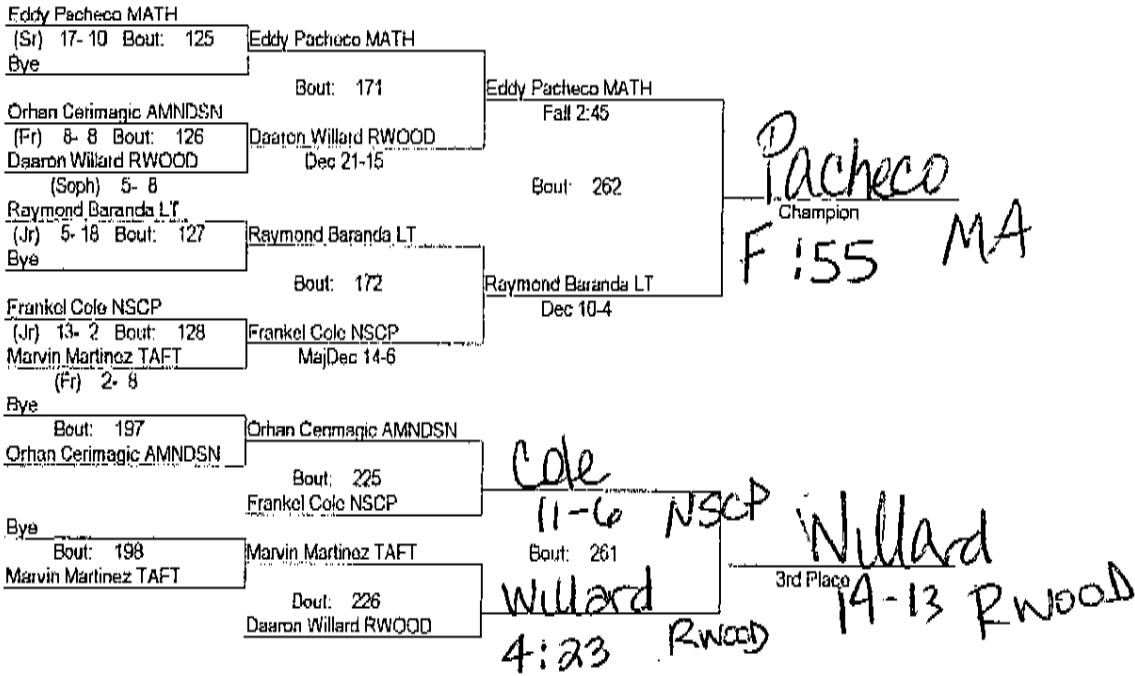 Eddy Pacheco MATH
(Sr) 17- 10 Bout: 125
Bye
Eddy Pacheco MATH
Bout: 171
Orhan Cerimagic AMNDSN
(Fr) 8- 8 Bout: 126
Daaron Willard RWOOD
(Soph) 5- 8
Daaron Willard RWOOD
Dec 21-15
Eddy Pacheco MATH
Fall 2:45
Bout: 262
Raymond Baranda LT
(Jr) 5- 18 Bout: 127
Bye
Raymond Baranda LT
Bout: 172
Frankel Cole NSCP
(Jr) 13- 2 Bout: 128
Marvin Martinez TAFT
(Fr) 2- 8
Frankel Cole NSCP
MajDec 14-6
Raymond Baranda LT
Dec 10-4
Pacheco
Champion
F :55 MA
Bye
Bout: 197
Orhan Cerimagic AMNDSN
Orhan Cerimagic AMNDSN
Bout: 225
Frankel Cole NSCP
Bye
Bout: 198
Marvin Martinez TAFT
Marvin Martinez TAFT
Bout: 226
Daaron Willard RWOOD
Cole
11-6 NSCP
Bout: 261
Willard
4:23 RWOOD
Willard
3rd Place
14-13 RWOOD